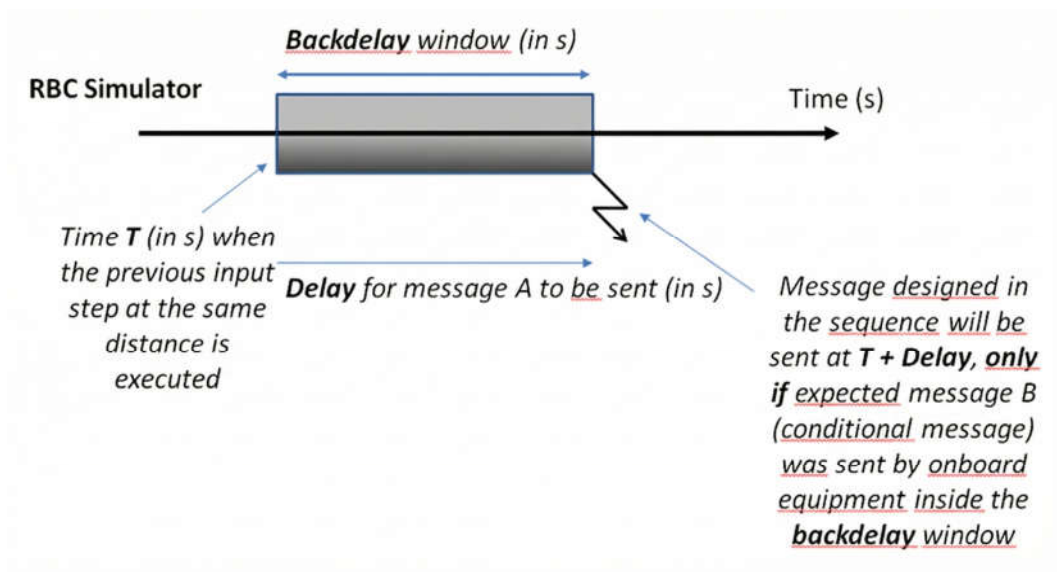 Backdelay window (in s)
RBC Simulator
Time (s)
Time T (in s) when
the previous input
step at the same
distance is
executed
Delay for message A to be sent (in s)
Message designed in
the sequence will be
sent at T + Delay, only
if expected message B
(conditional message)
was sent by onboard
equipment inside the
backdelay window